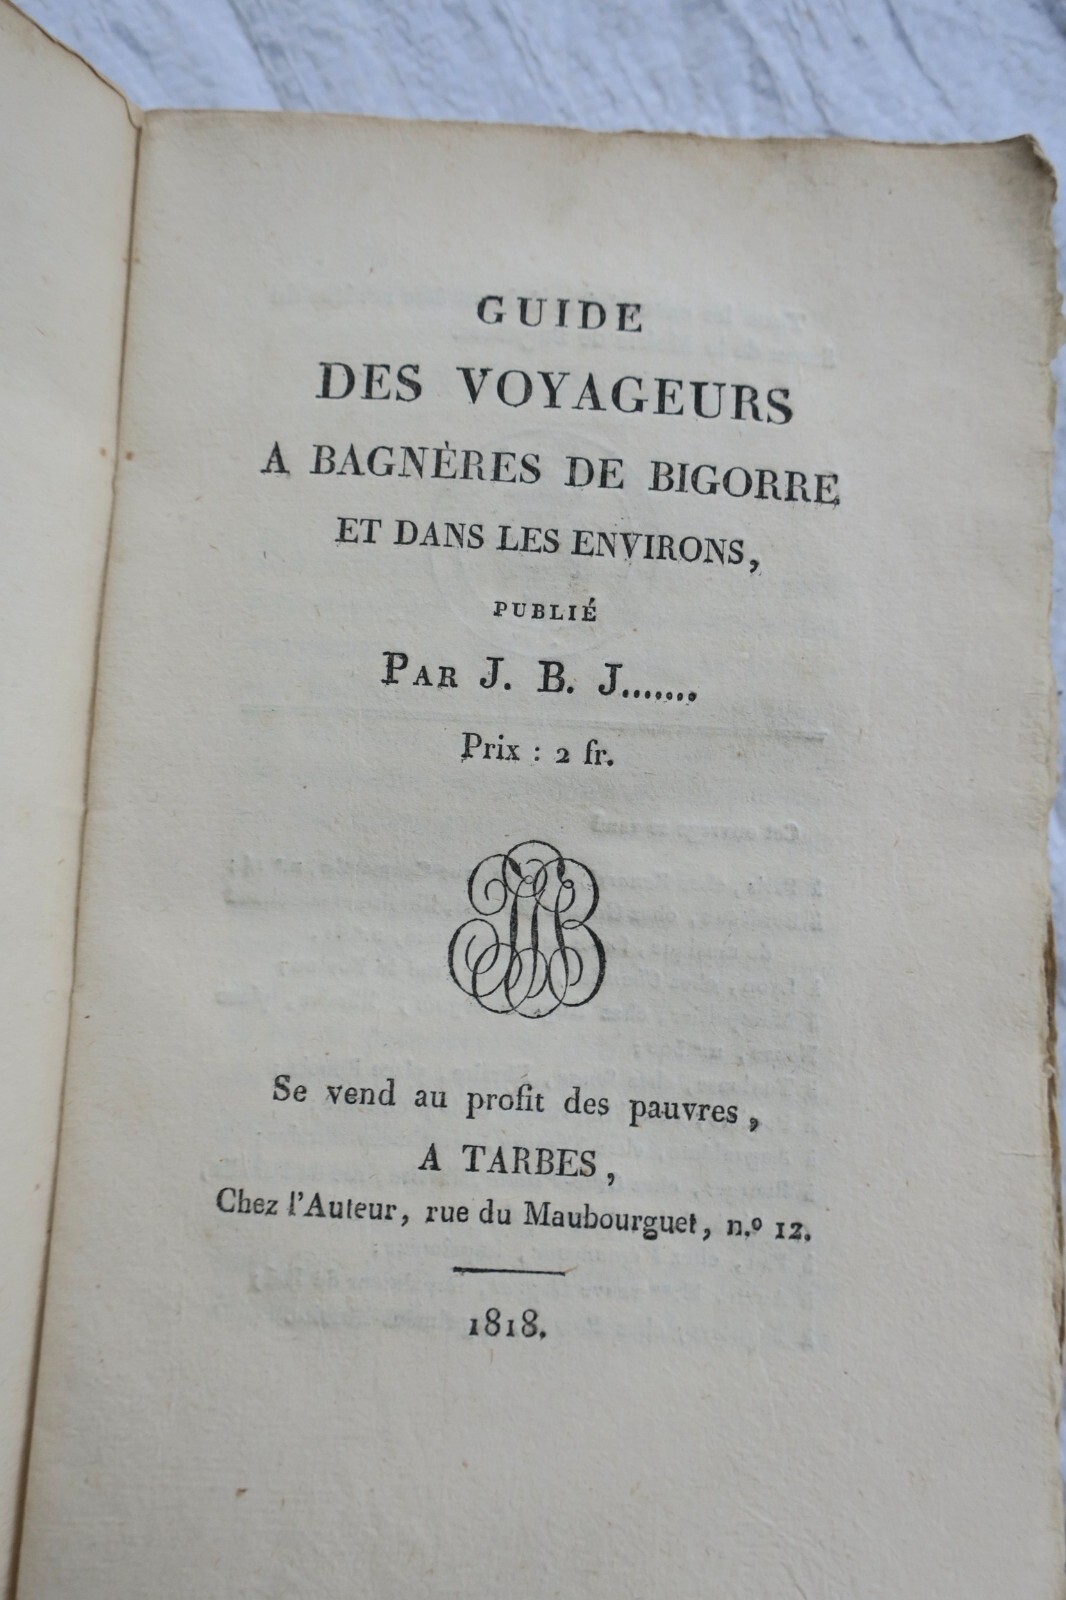 GUIDE
DES VOYAGEURS
A BAGNÈRES DE BIGORRE
ET DANS LES ENVIRONS,
PUBLIÉ
PAR J. B. J.......
Prix : 2 fr.
Se vend au profit des pauvres,
A TARBES,
Chez l'Auteur, rue du Maubourguet, n.º 12.
1818.